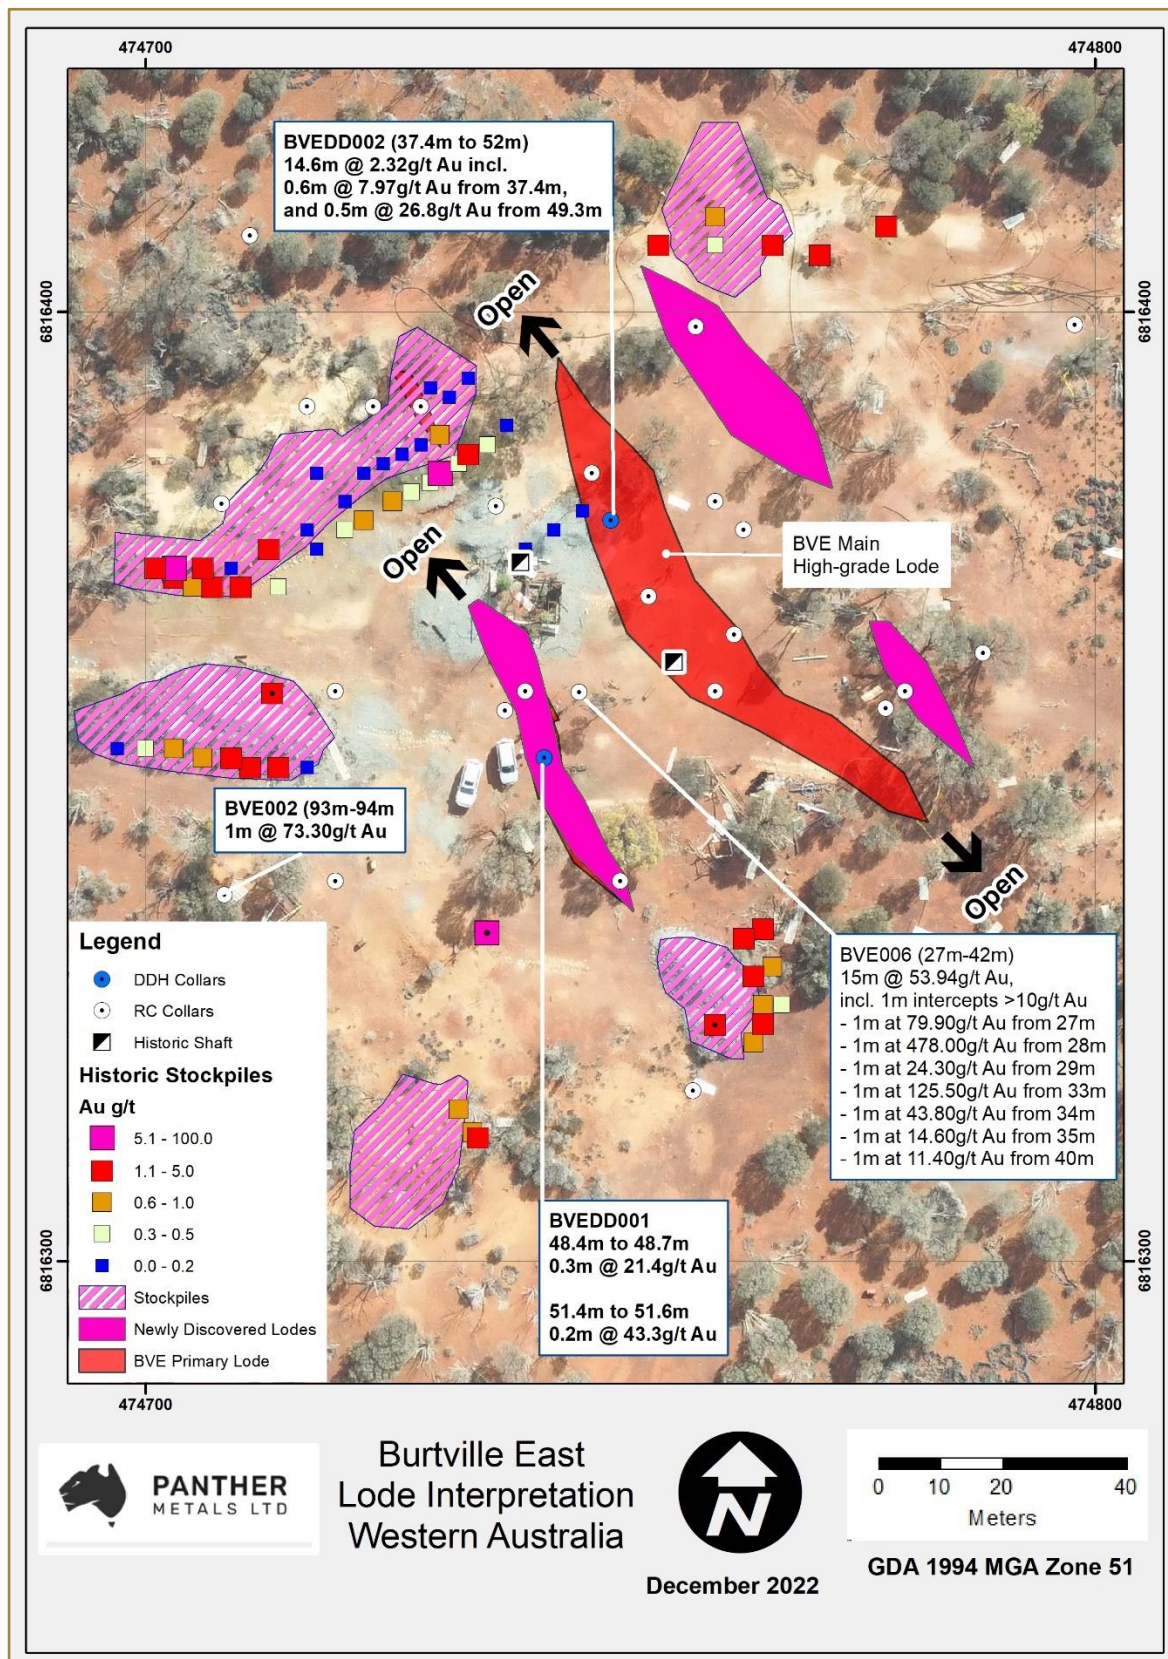 474700
474800
BVEDD002 (37.4m to 52m)
14.6m @ 2.32g/t Au incl.
0.6m @ 7.97g/t Au from 37.4m,
and 0.5m @ 26.8g/t Au from 49.3m
6816400
6816400
Open
Open
BVE Main
High-grade Lode
BVE002 (93m-94m
1m @ 73.30g/t Au
Open
Legend
DDH Collars
RC Collars
Historic Shaft
Historic Stockpiles
Au g/t
5.1 - 100.0
1.1 - 5.0
0.6 - 1.0
0.3 - 0.5
0.0 - 0.2
Stockpiles
Newly Discovered Lodes
BVE Primary Lode
BVE006 (27m-42m)
15m @ 53.94g/t Au,
incl. 1m intercepts >10g/t Au
- 1m at 79.90g/t Au from 27m
- 1m at 478.00g/t Au from 28m
- 1m at 24.30g/t Au from 29m
- 1m at 125.50g/t Au from 33m
- 1m at 43.80g/t Au from 34m
- 1m at 14.60g/t Au from 35m
- 1m at 11.40g/t Au from 40m
BVEDD001
48.4m to 48.7m
0.3m @ 21.4g/t Au
51.4m to 51.6m
0.2m @ 43.3g/t Au
6816300
6816300
474700
474800
PANTHER
METALS LTD
Burtville East
Lode Interpretation
Western Australia
N
December 2022
0 10 20 40
Meters
GDA 1994 MGA Zone 51